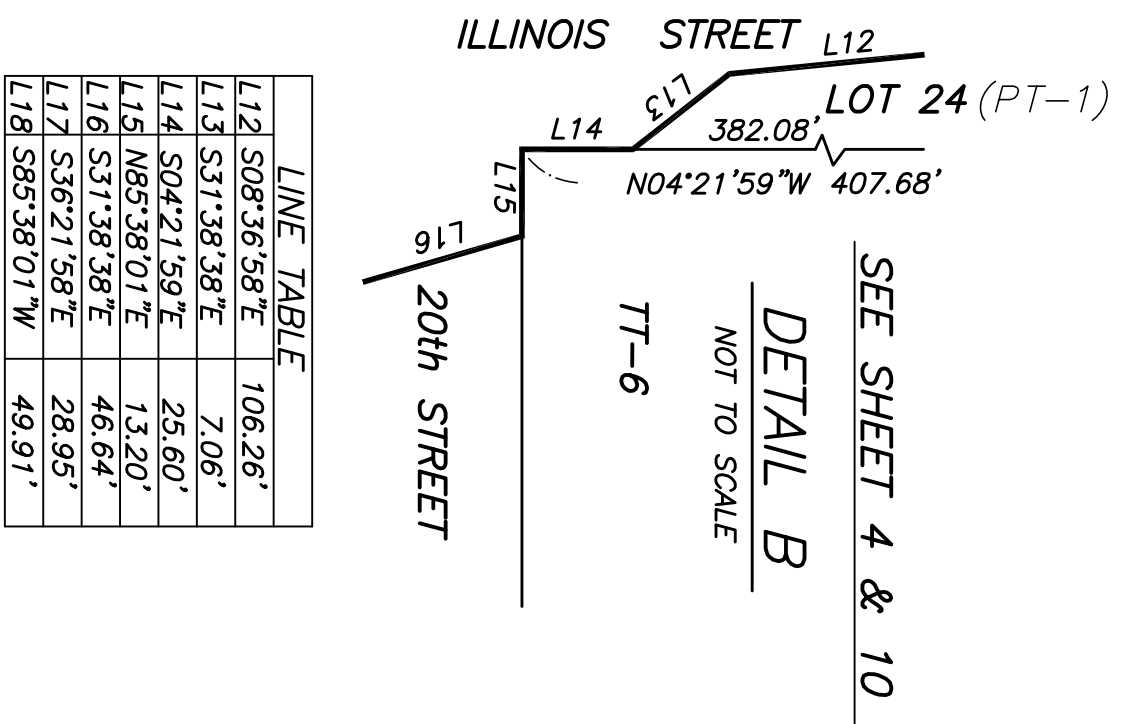 ILLINOIS STREET
L12
LOT 24 (PT-1)
L13
L14
382.08'
N04°21'59"W 407.68'
L15
L16
20th STREET
TT-6
DETAIL B
NOT TO SCALE
SEE SHEET 4 & 10
LINE TABLE
L12 S08°36'58"E 106.26'
L13 S31°38'38"E 7.06'
L14 S04°21'59"E 25.60'
L15 N85°38'01"E 13.20'
L16 S31°38'38"E 46.64'
L17 S36°21'58"E 28.95'
L18 S85°38'01"W 49.91'